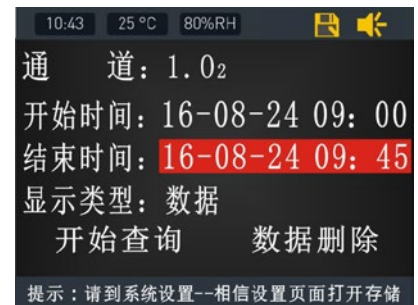 10:43 25 °C 80%RH
通 道：1.O₂
开始时间：16-08-24 09：00
结束时间：16-08-24 09：45
显示类型：数据
开始查询 数据删除
提示：请到系统设置--相信设置页面打开存储